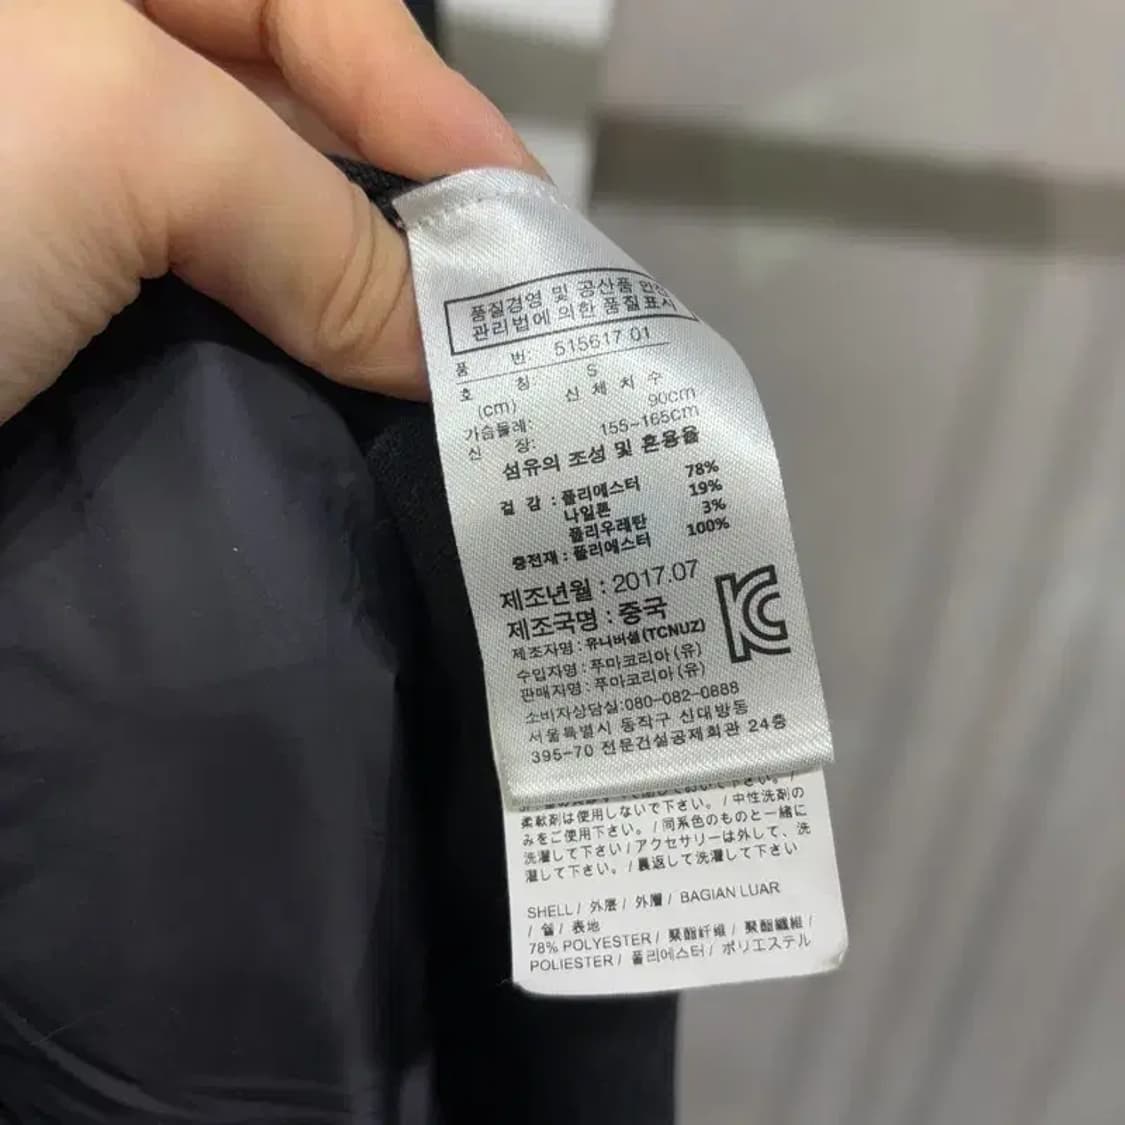 품질경영 및 공산품
관리법에 의한 품질표시
품 번: 515617 01
호 칭: S
(cm) 신 체 치 수
가슴둘레: 90cm
신 장: 155-165cm
섬유의 조성 및 혼용율
겉 감 : 폴리에스터 78%
나일론 19%
폴리우레탄 3%
충전재 : 폴리에스터 100%
제조년월 : 2017.07
제조국명 : 중국
제조자명 : 유니버셜(TCNUZ)
수입자명 : 푸마코리아 (유)
판매자명 : 푸마코리아 (유)
소비자상담실:080-082-0888
서울특별시 동작구 신대방동
395-70 전문건설공제회관 24층
柔軟剤は使用しないで下さい。/ 中性洗剤の
みをご使用下さい。/ 同系色のものと一緒に
洗濯して下さい/ アクセサリーは外して、洗
濯して下さい。/ 裏返して洗濯して下さい
SHELL / 外层 / 外層 / BAGIAN LUAR
/ 쉘 / 表地
78% POLYESTER / 聚酯纤维 / 聚酯纖維 /
POLIESTER / 폴리에스터 / ポリエステル
KC